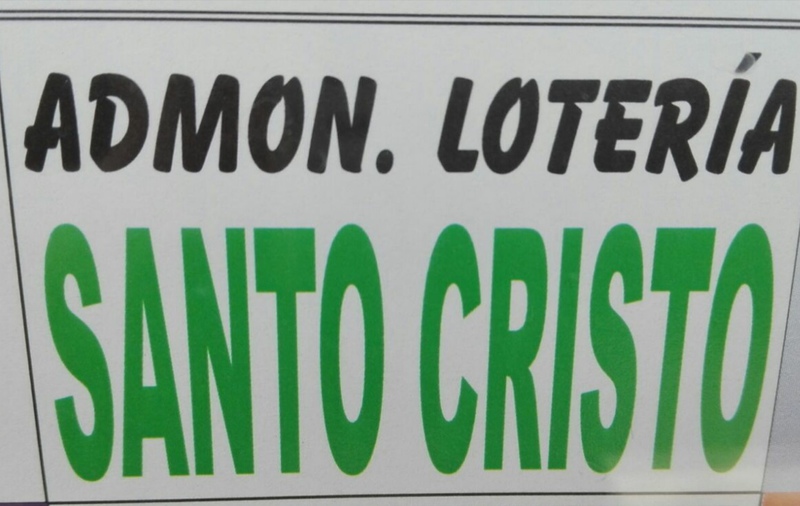 ADMON. LOTERÍA
SANTO CRISTO